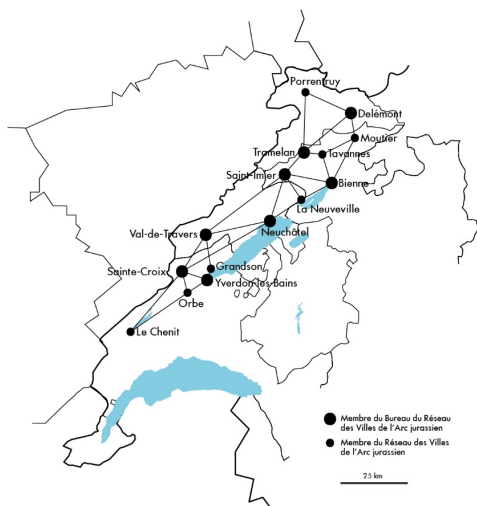 Porrentruy
Delémont
Moutier
Tramelan
Tavannes
Saint-Imier
Bienne
La Neuveville
Val-de-Travers
Neuchâtel
Grandson
Sainte-Croix
Yverdon-les-Bains
Orbe
Le Chenit
Membre du Bureau du Réseau
des Villes de l'Arc jurassien
Membre du Réseau des Villes
de l'Arc jurassien
25 km